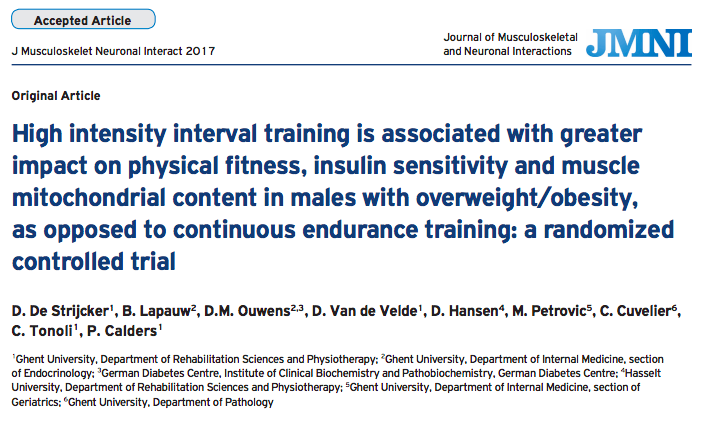 Accepted Article
J Musculoskelet Neuronal Interact 2017
Journal of Musculoskeletal
and Neuronal Interactions
JMNI
Original Article
High intensity interval training is associated with greater
impact on physical fitness, insulin sensitivity and muscle
mitochondrial content in males with overweight/obesity,
as opposed to continuous endurance training: a randomized
controlled trial
D. De Strijcker¹, B. Lapauw², D.M. Ouwens²,³, D. Van de Velde¹, D. Hansen⁴, M. Petrovic⁵, C. Cuvelier⁶,
C. Tonoli¹, P. Calders¹
¹Ghent University, Department of Rehabilitation Sciences and Physiotherapy; ²Ghent University, Department of Internal Medicine, section
of Endocrinology; ³German Diabetes Centre, Institute of Clinical Biochemistry and Pathobiochemistry, German Diabetes Centre; ⁴Hasselt
University, Department of Rehabilitation Sciences and Physiotherapy; ⁵Ghent University, Department of Internal Medicine, section of
Geriatrics; ⁶Ghent University, Department of Pathology